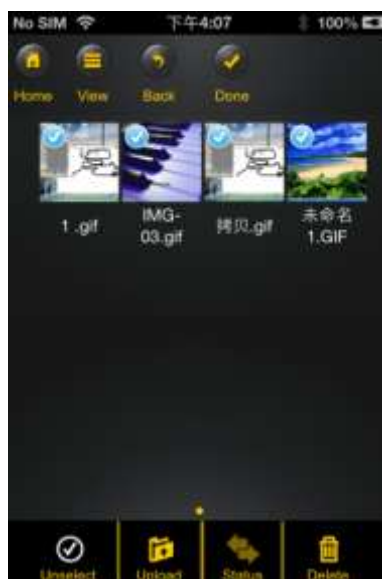 No SIM 下午4:07 100%
Home View Back Done
1 .gif IMG-03.gif 拷贝.gif 未命名1.GIF
Unselect Upload Status Delete